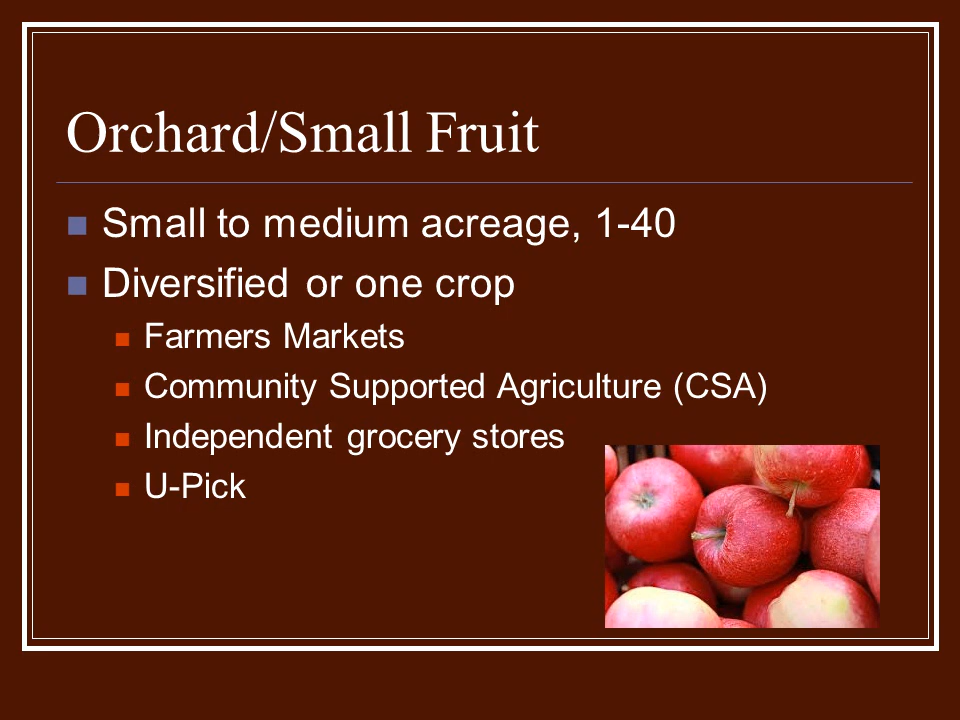 Orchard/Small Fruit
Small to medium acreage, 1-40
Diversified or one crop
Farmers Markets
Community Supported Agriculture (CSA)
Independent grocery stores
U-Pick